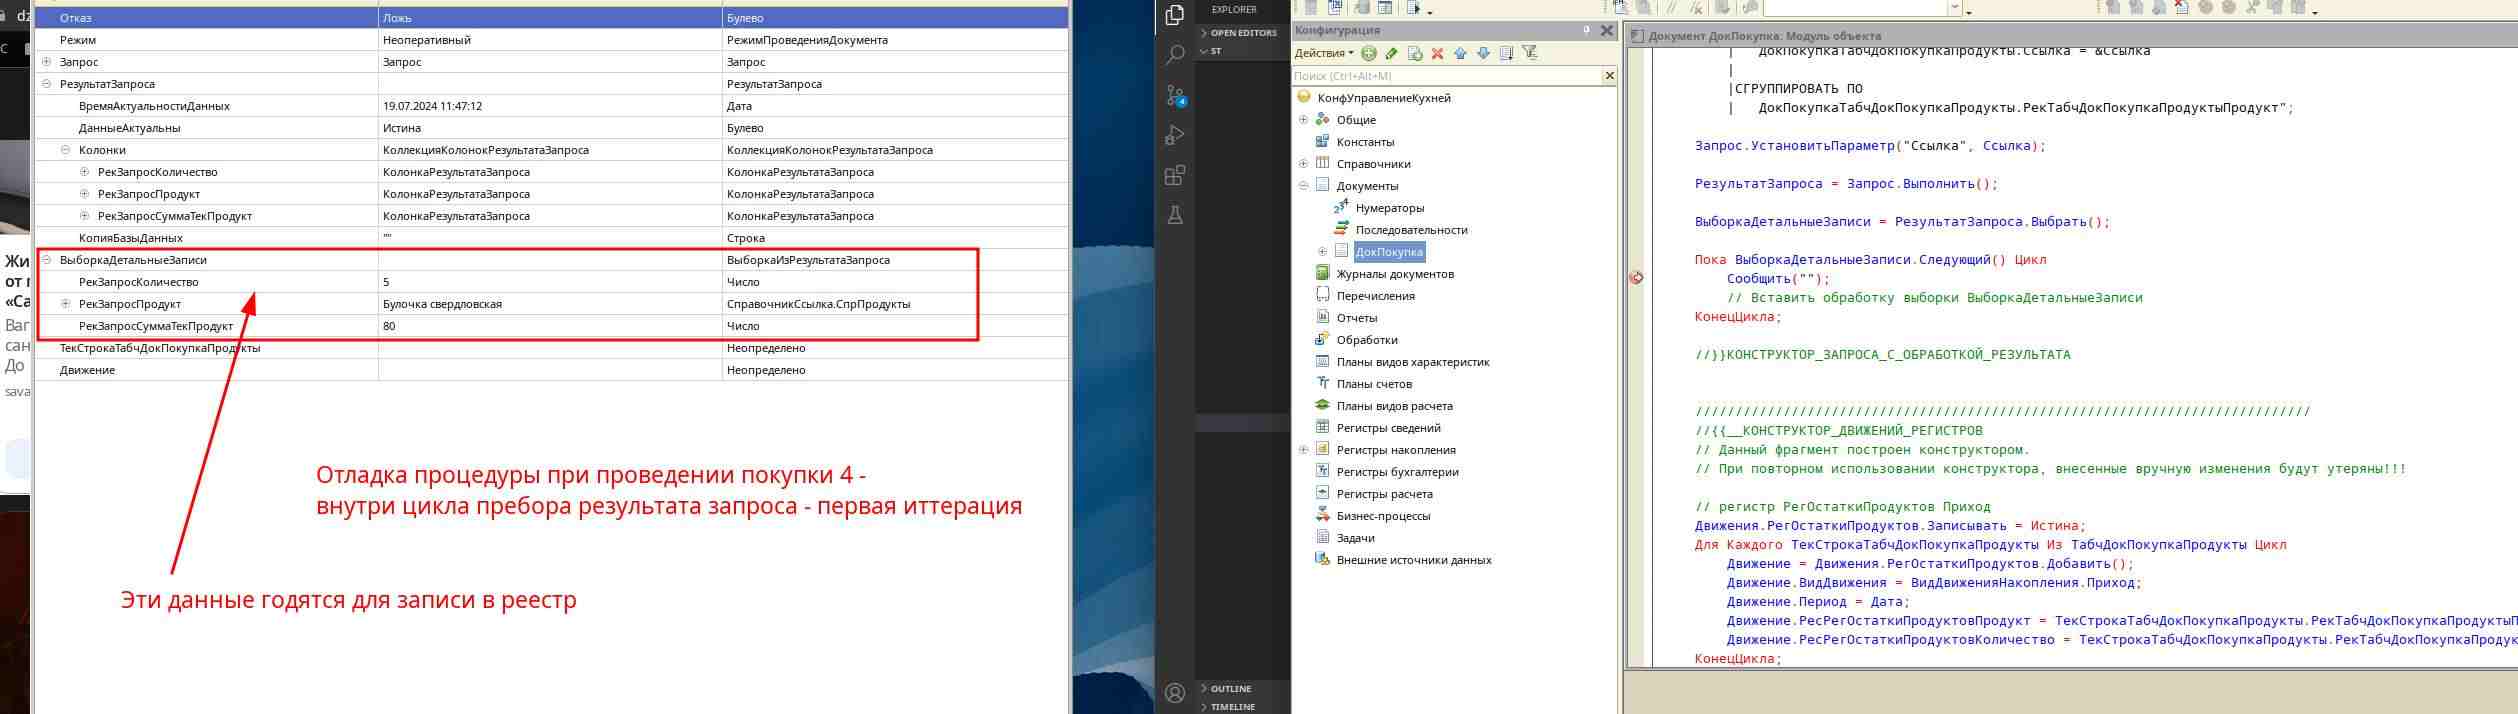 Отказ Ложь Булево
Режим Неоперативный РежимПроведенияДокумента
Запрос Запрос Запрос
РезультатЗапроса РезультатЗапроса
ВремяАктуальностиДанных 19.07.2024 11:47:12 Дата
ДанныеАктуальны Истина Булево
Колонки КоллекцияКолонокРезультатаЗапроса КоллекцияКолонокРезультатаЗапроса
РекЗапросКоличество КолонкаРезультатаЗапроса КолонкаРезультатаЗапроса
РекЗапросПродукт КолонкаРезультатаЗапроса КолонкаРезультатаЗапроса
РекЗапросСуммаТекПродукт КолонкаРезультатаЗапроса КолонкаРезультатаЗапроса
КопияБазыДанных "" Строка
ВыборкаДетальныеЗаписи ВыборкаИзРезультатаЗапроса
РекЗапросКоличество 5 Число
РекЗапросПродукт Булочка свердловская СправочникСсылка.СпрПродукты
РекЗапросСуммаТекПродукт 80 Число
ТекСтрокаТабчДокПокупкаПродукты Неопределено
Движение Неопределено
Отладка процедуры при проведении покупки 4 -
внутри цикла пребора результата запроса - первая иттерация
Эти данные годятся для записи в реестр
EXPLORER
OPEN EDITORS
ST
4
OUTLINE
TIMELINE
Конфигурация
Действия
Поиск (Ctrl+Alt+M)
КонфУправлениеКухней
Общие
Константы
Справочники
Документы
Нумераторы
Последовательности
ДокПокупка
Журналы документов
Перечисления
Отчеты
Обработки
Планы видов характеристик
Планы счетов
Планы видов расчета
Регистры сведений
Регистры накопления
Регистры бухгалтерии
Регистры расчета
Бизнес-процессы
Задачи
Внешние источники данных
Документ ДокПокупка: Модуль объекта
| ДокПокупкаТабчДокПокупкаПродукты.Ссылка = &Ссылка
|
|СГРУППИРОВАТЬ ПО
| ДокПокупкаТабчДокПокупкаПродукты.РекТабчДокПокупкаПродуктыПродукт";
Запрос.УстановитьПараметр("Ссылка", Ссылка);
РезультатЗапроса = Запрос.Выполнить();
ВыборкаДетальныеЗаписи = РезультатЗапроса.Выбрать();
Пока ВыборкаДетальныеЗаписи.Следующий() Цикл
Сообщить("");
// Вставить обработку выборки ВыборкаДетальныеЗаписи
КонецЦикла;
//}}КОНСТРУКТОР_ЗАПРОСА_С_ОБРАБОТКОЙ_РЕЗУЛЬТАТА
/////////////////////////////////////////////////////////////////////////////
//{{__КОНСТРУКТОР_ДВИЖЕНИЙ_РЕГИСТРОВ
// Данный фрагмент построен конструктором.
// При повторном использовании конструктора, внесенные вручную изменения будут утеряны!!!
// регистр РегОстаткиПродуктов Приход
Движения.РегОстаткиПродуктов.Записывать = Истина;
Для Каждого ТекСтрокаТабчДокПокупкаПродукты Из ТабчДокПокупкаПродукты Цикл
Движение = Движения.РегОстаткиПродуктов.Добавить();
Движение.ВидДвижения = ВидДвиженияНакопления.Приход;
Движение.Период = Дата;
Движение.РесРегОстаткиПродуктовПродукт = ТекСтрокаТабчДокПокупкаПродукты.РекТабчДокПокупкаПродуктыП
Движение.РесРегОстаткиПродуктовКоличество = ТекСтрокаТабчДокПокупкаПродукты.РекТабчДокПокупкаПродук
КонецЦикла;